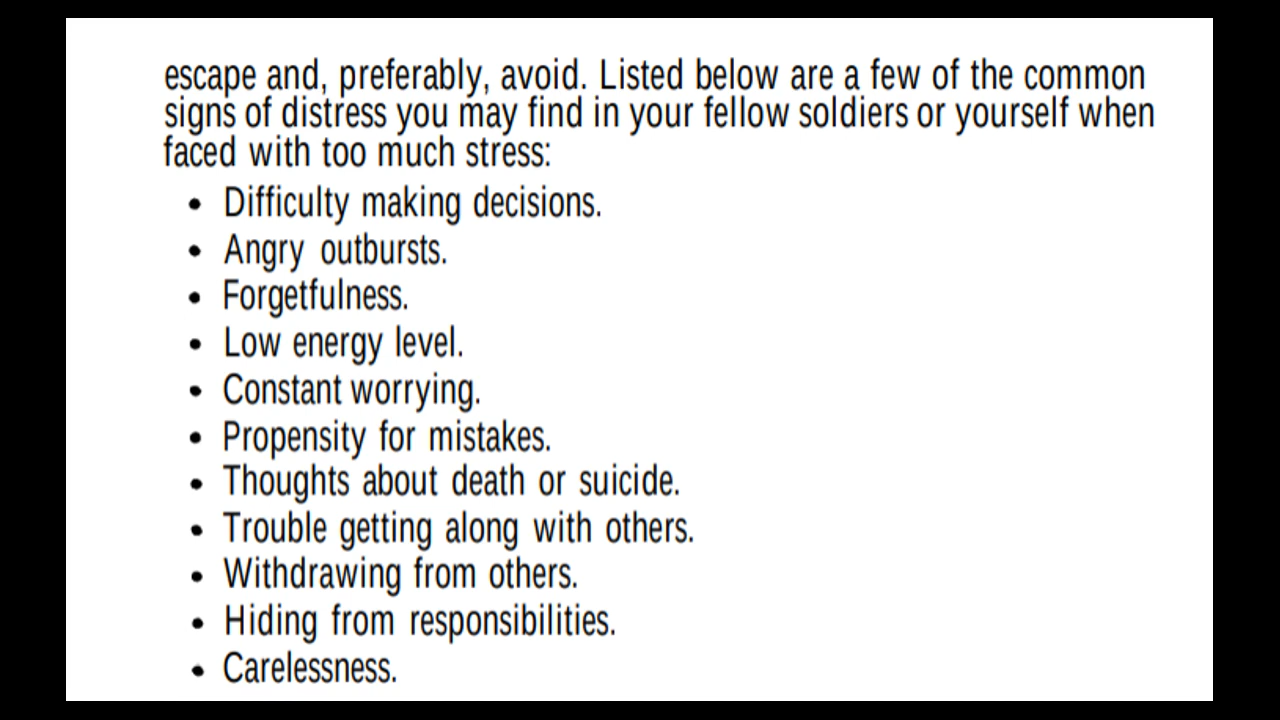 escape and, preferably, avoid. Listed below are a few of the common
signs of distress you may find in your fellow soldiers or yourself when
faced with too much stress:
• Difficulty making decisions.
• Angry outbursts.
• Forgetfulness.
• Low energy level.
• Constant worrying.
• Propensity for mistakes.
• Thoughts about death or suicide.
• Trouble getting along with others.
• Withdrawing from others.
• Hiding from responsibilities.
• Carelessness.